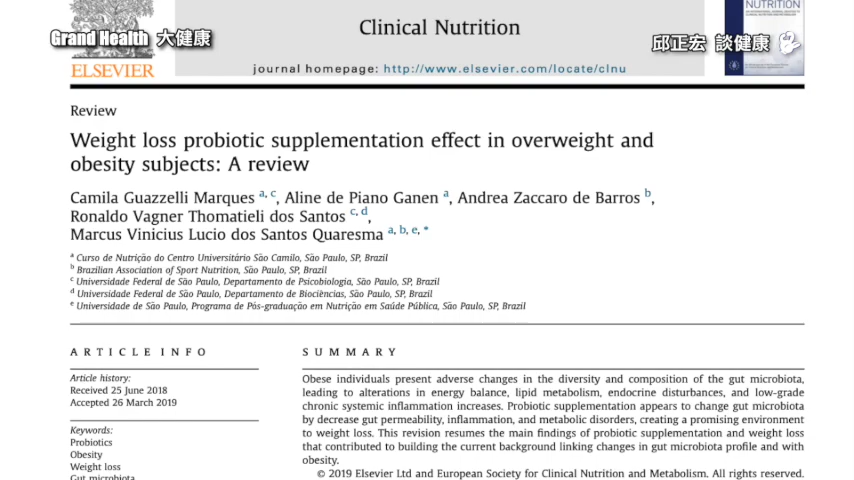 Grand Health 大健康
ELSEVIER
Clinical Nutrition
journal homepage: http://www.elsevier.com/locate/clnu
NUTRITION
邱正宏 談健康
Review
Weight loss probiotic supplementation effect in overweight and
obesity subjects: A review
Camila Guazzelli Marques a, c, Aline de Piano Ganen a, Andrea Zaccaro de Barros b,
Ronaldo Vagner Thomatieli dos Santos c, d,
Marcus Vinicius Lucio dos Santos Quaresma a, b, e, *
a Curso de Nutrição do Centro Universitário São Camilo, São Paulo, SP, Brazil
b Brazilian Association of Sport Nutrition, São Paulo, SP, Brazil
c Universidade Federal de São Paulo, Departamento de Psicobiologia, São Paulo, SP, Brazil
d Universidade Federal de São Paulo, Departamento de Biociências, São Paulo, SP, Brazil
e Universidade de São Paulo, Programa de Pós-graduação em Nutrição em Saúde Pública, São Paulo, SP, Brazil
ARTICLE INFO
Article history:
Received 25 June 2018
Accepted 26 March 2019
Keywords:
Probiotics
Obesity
Weight loss
Gut microbiota
SUMMARY
Obese individuals present adverse changes in the diversity and composition of the gut microbiota,
leading to alterations in energy balance, lipid metabolism, endocrine disturbances, and low-grade
chronic systemic inflammation increases. Probiotic supplementation appears to change gut microbiota
by decrease gut permeability, inflammation, and metabolic disorders, creating a promising environment
to weight loss. This revision resumes the main findings of probiotic supplementation and weight loss
that contributed to building the current background linking changes in gut microbiota profile and with
obesity.
© 2019 Elsevier Ltd and European Society for Clinical Nutrition and Metabolism. All rights reserved.